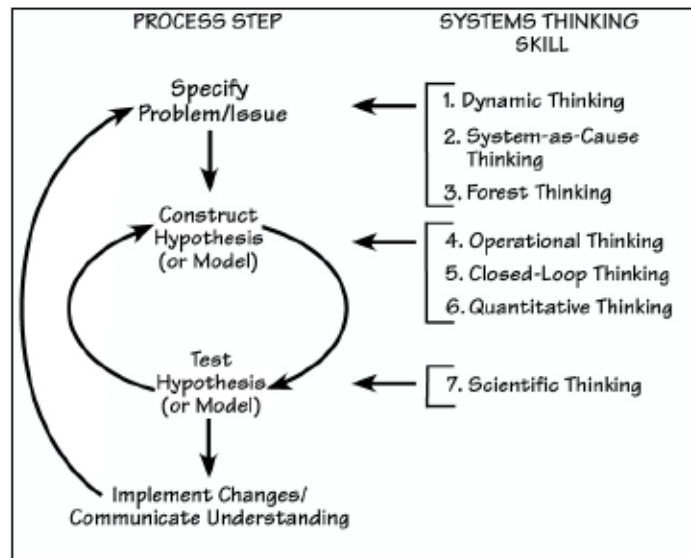 PROCESS STEP
SYSTEMS THINKING
SKILL
Specify
Problem/Issue
1. Dynamic Thinking
2. System-as-Cause
Thinking
3. Forest Thinking
Construct
Hypothesis
(or Model)
4. Operational Thinking
5. Closed-Loop Thinking
6. Quantitative Thinking
Test
Hypothesis
(or Model)
7. Scientific Thinking
Implement Changes/
Communicate Understanding